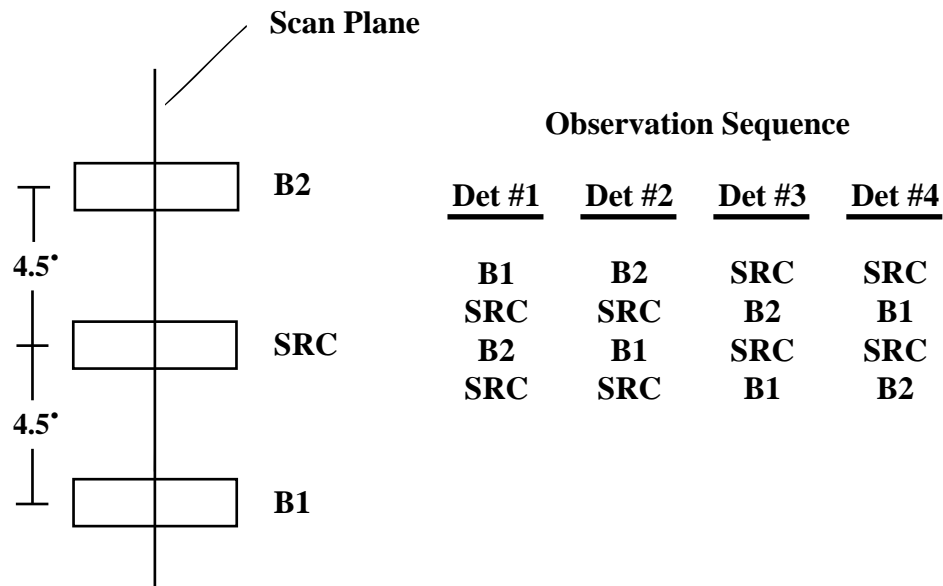 Scan Plane
B2
4.5°
SRC
4.5°
B1
Observation Sequence
Det #1 Det #2 Det #3 Det #4
B1 B2 SRC SRC
SRC SRC B2 B1
B2 B1 SRC SRC
SRC SRC B1 B2